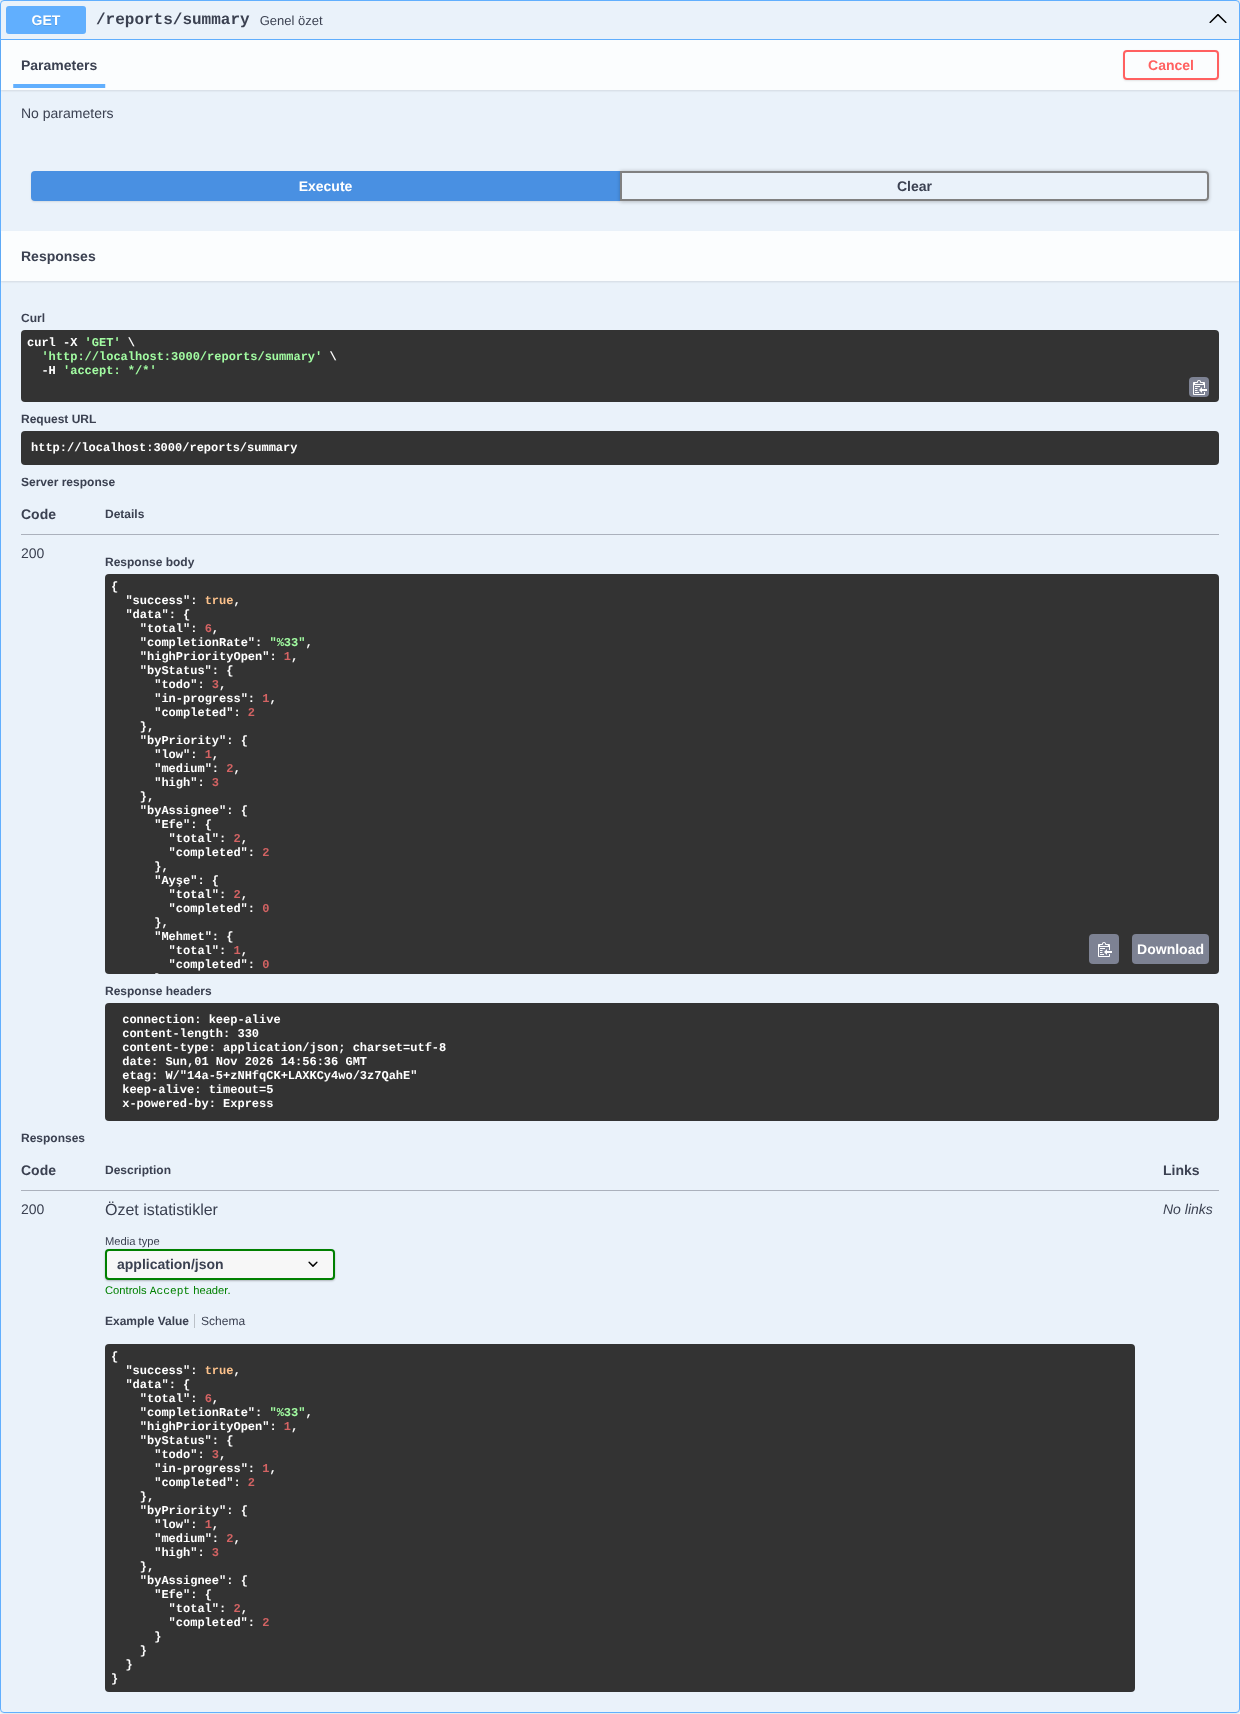 GET /reports/summary Genel özet
Parameters
Cancel
No parameters
Execute
Clear
Responses
Curl
curl -X 'GET' \
  'http://localhost:3000/reports/summary' \
  -H 'accept: */*'
Request URL
http://localhost:3000/reports/summary
Server response
Code Details
200
Response body
{
  "success": true,
  "data": {
    "total": 6,
    "completionRate": "%33",
    "highPriorityOpen": 1,
    "byStatus": {
      "todo": 3,
      "in-progress": 1,
      "completed": 2
    },
    "byPriority": {
      "low": 1,
      "medium": 2,
      "high": 3
    },
    "byAssignee": {
      "Efe": {
        "total": 2,
        "completed": 2
      },
      "Ayşe": {
        "total": 2,
        "completed": 0
      },
      "Mehmet": {
        "total": 1,
        "completed": 0
Download
Response headers
connection: keep-alive
content-length: 330
content-type: application/json; charset=utf-8
date: Sun,01 Nov 2026 14:56:36 GMT
etag: W/"14a-5+zNHfqCK+LAXKCy4wo/3z7QahE"
keep-alive: timeout=5
x-powered-by: Express
Responses
Code Description Links
200 Özet istatistikler No links
Media type
application/json
Controls Accept header.
Example Value Schema
{
  "success": true,
  "data": {
    "total": 6,
    "completionRate": "%33",
    "highPriorityOpen": 1,
    "byStatus": {
      "todo": 3,
      "in-progress": 1,
      "completed": 2
    },
    "byPriority": {
      "low": 1,
      "medium": 2,
      "high": 3
    },
    "byAssignee": {
      "Efe": {
        "total": 2,
        "completed": 2
      }
    }
  }
}